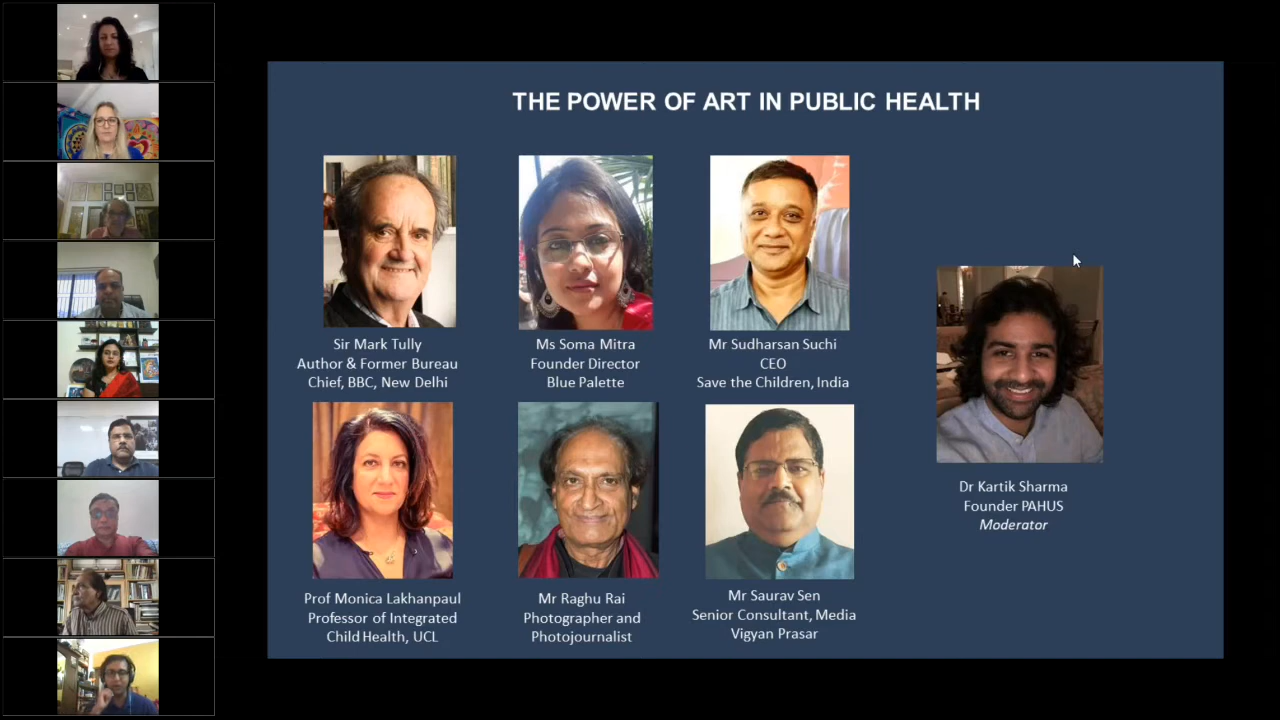 THE POWER OF ART IN PUBLIC HEALTH
Sir Mark Tully
Author & Former Bureau
Chief, BBC, New Delhi
Ms Soma Mitra
Founder Director
Blue Palette
Mr Sudharsan Suchi
CEO
Save the Children, India
Prof Monica Lakhanpaul
Professor of Integrated
Child Health, UCL
Mr Raghu Rai
Photographer and
Photojournalist
Mr Saurav Sen
Senior Consultant, Media
Vigyan Prasar
Dr Kartik Sharma
Founder PAHUS
Moderator